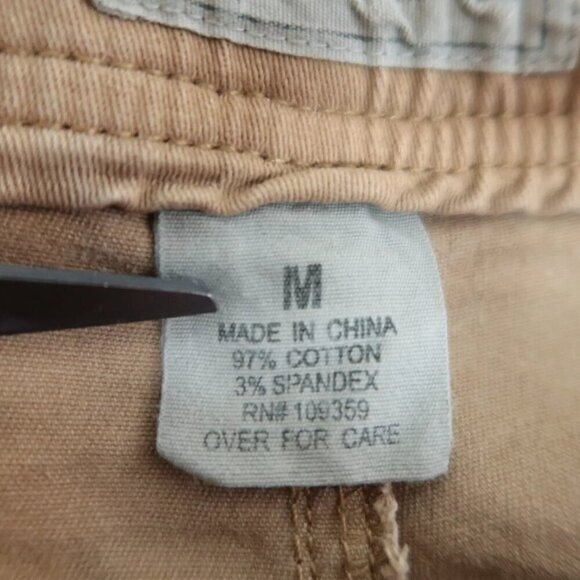 M
MADE IN CHINA
97% COTTON
3% SPANDEX
RN# 109359
OVER FOR CARE